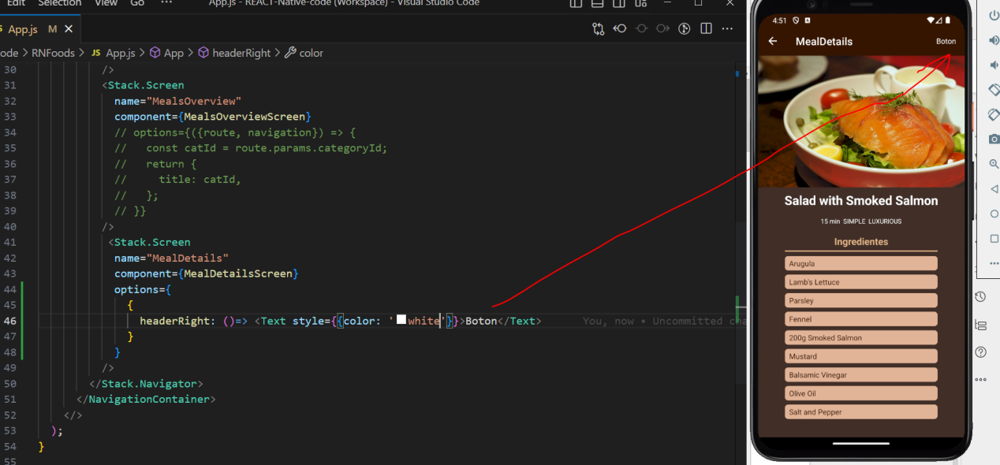 Edit Selection View Go ··· App.js - REACT-Native-code (Workspace) - Visual Studio Code
App.js M
ode > RNFoods > JS App.js > App > headerRight > color
30 />
31 <Stack.Screen
32 name="MealsOverview"
33 component={MealsOverviewScreen}
34 // options={({route, navigation}) => {
35 // const catId = route.params.categoryId;
36 // return {
37 // title: catId,
38 // };
39 // }}
40 />
41 <Stack.Screen
42 name="MealDetails"
43 component={MealDetailsScreen}
44 options={
45 {
46 headerRight: ()=> <Text style={{color: 'white'}}>Boton</Text> You, now • Uncommitted cha
47 }
48 }
49 />
50 </Stack.Navigator>
51 </NavigationContainer>
52 </>
53 );
54 }
55
4:51
MealDetails Boton
Salad with Smoked Salmon
15 min SIMPLE LUXURIOUS
Ingredientes
Arugula
Lamb's Lettuce
Parsley
Fennel
200g Smoked Salmon
Mustard
Balsamic Vinegar
Olive Oil
Salt and Pepper